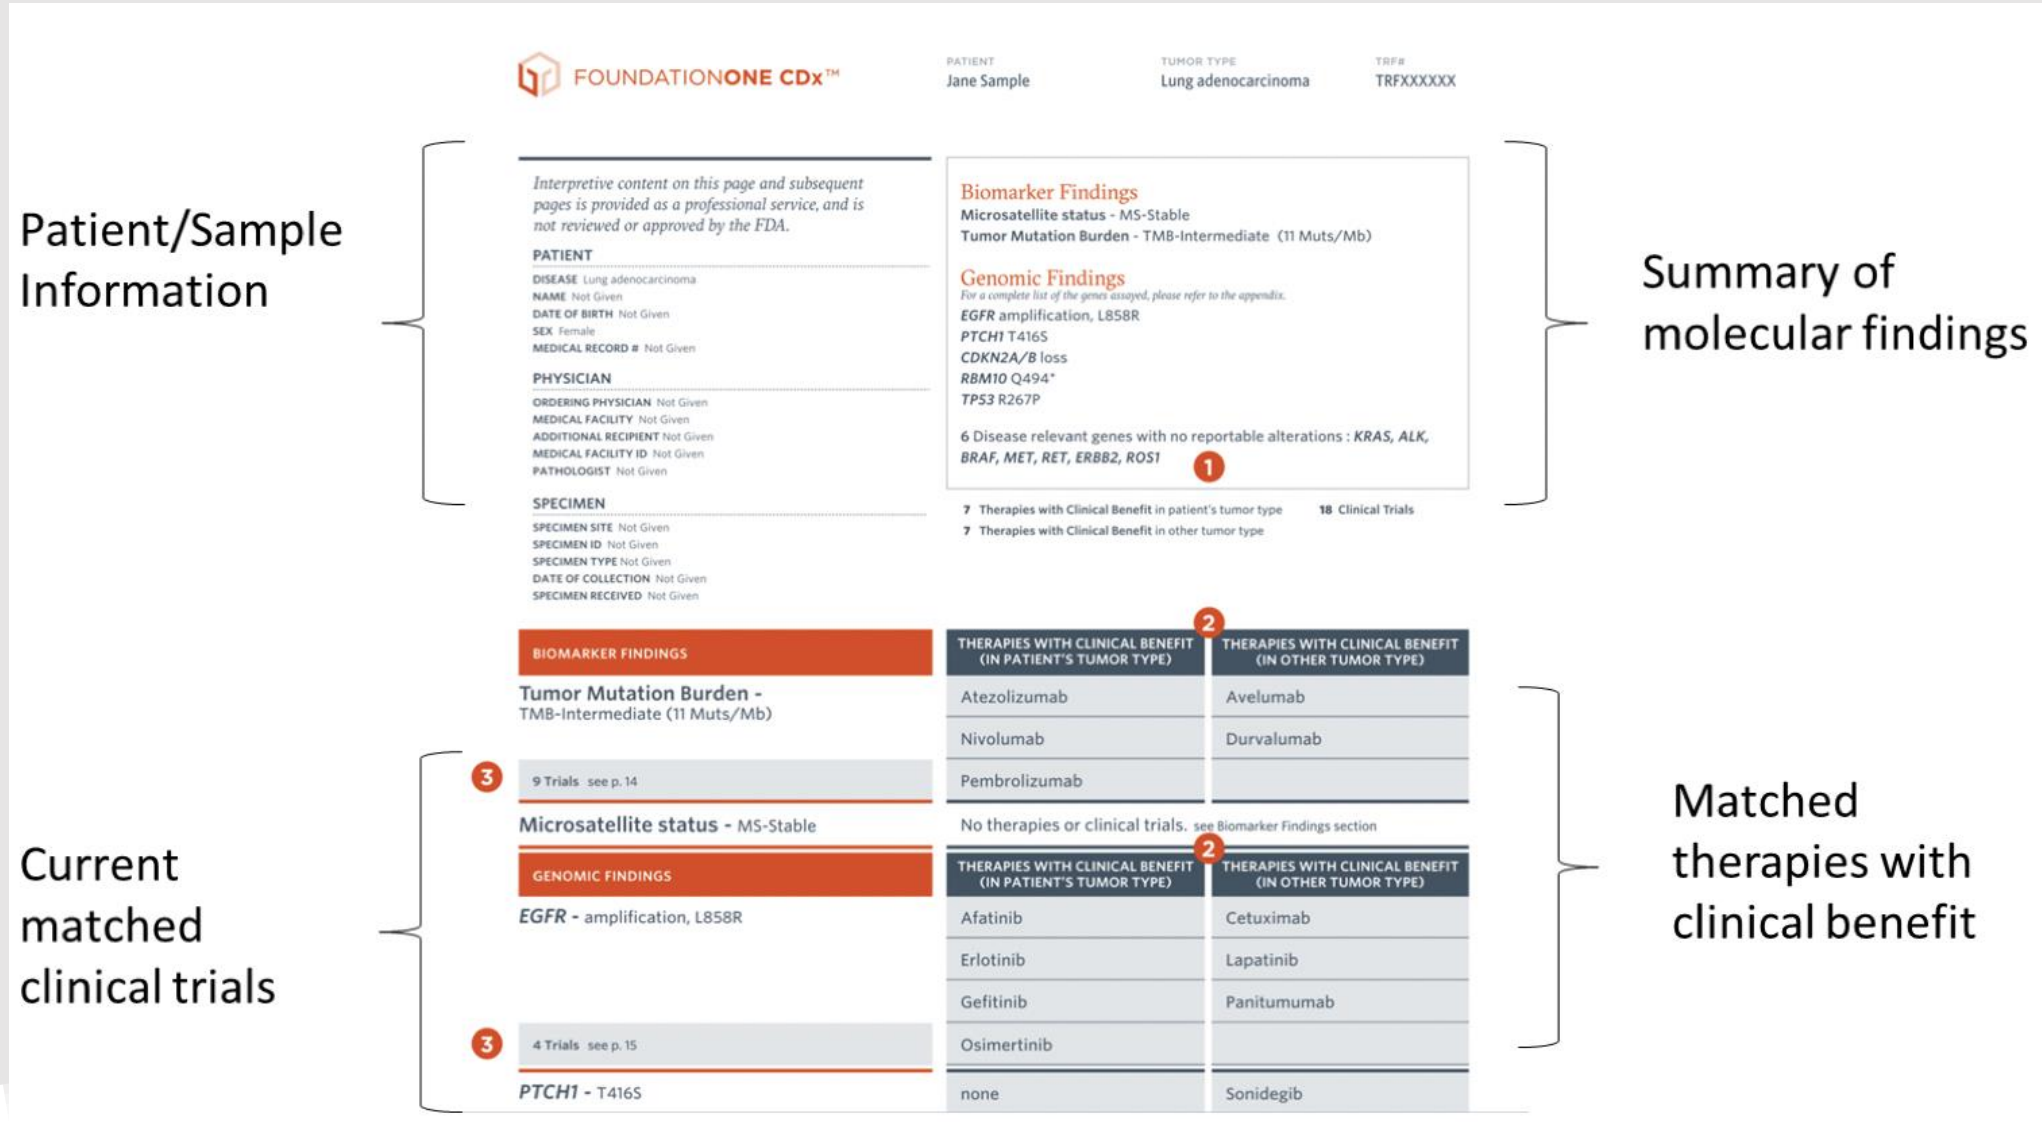 FOUNDATIONONE CDx™
PATIENT
Jane Sample
TUMOR TYPE
Lung adenocarcinoma
TRF#
TRFXXXXXX
Patient/Sample
Information
Interpretive content on this page and subsequent
pages is provided as a professional service, and is
not reviewed or approved by the FDA.
PATIENT
DISEASE Lung adenocarcinoma
NAME Not Given
DATE OF BIRTH Not Given
SEX Female
MEDICAL RECORD # Not Given
PHYSICIAN
ORDERING PHYSICIAN Not Given
MEDICAL FACILITY Not Given
ADDITIONAL RECIPIENT Not Given
MEDICAL FACILITY ID Not Given
PATHOLOGIST Not Given
SPECIMEN
SPECIMEN SITE Not Given
SPECIMEN ID Not Given
SPECIMEN TYPE Not Given
DATE OF COLLECTION Not Given
SPECIMEN RECEIVED Not Given
Biomarker Findings
Microsatellite status - MS-Stable
Tumor Mutation Burden - TMB-Intermediate (11 Muts/Mb)
Genomic Findings
For a complete list of the genes assayed, please refer to the appendix.
EGFR amplification, L858R
PTCH1 T416S
CDKN2A/B loss
RBM10 Q494*
TP53 R267P
6 Disease relevant genes with no reportable alterations : KRAS, ALK,
BRAF, MET, RET, ERBB2, ROS1
1
7 Therapies with Clinical Benefit in patient's tumor type
18 Clinical Trials
7 Therapies with Clinical Benefit in other tumor type
Summary of
molecular findings
BIOMARKER FINDINGS
2
THERAPIES WITH CLINICAL BENEFIT
(IN PATIENT'S TUMOR TYPE)
THERAPIES WITH CLINICAL BENEFIT
(IN OTHER TUMOR TYPE)
Tumor Mutation Burden -
TMB-Intermediate (11 Muts/Mb)
Atezolizumab
Avelumab
Nivolumab
Durvalumab
3
9 Trials see p. 14
Pembrolizumab
Microsatellite status - MS-Stable
No therapies or clinical trials. see Biomarker Findings section
GENOMIC FINDINGS
2
THERAPIES WITH CLINICAL BENEFIT
(IN PATIENT'S TUMOR TYPE)
THERAPIES WITH CLINICAL BENEFIT
(IN OTHER TUMOR TYPE)
EGFR - amplification, L858R
Afatinib
Cetuximab
Erlotinib
Lapatinib
Gefitinib
Panitumumab
3
4 Trials see p. 15
Osimertinib
PTCH1 - T416S
none
Sonidegib
Current
matched
clinical trials
Matched
therapies with
clinical benefit